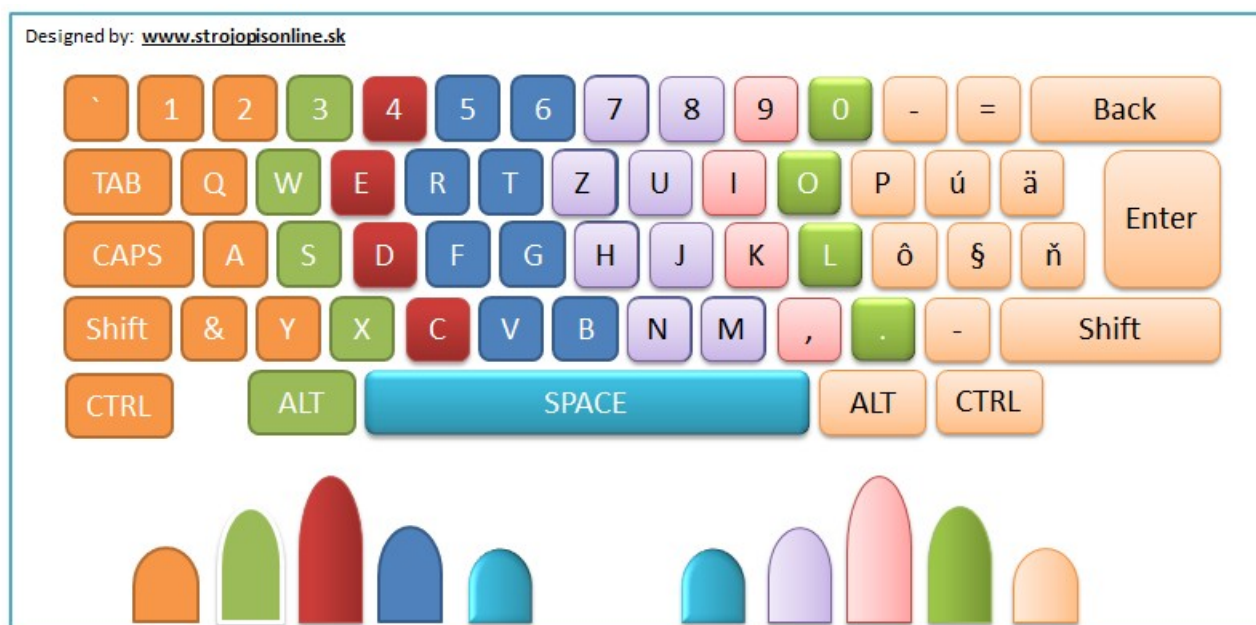 Designed by: www.strojopisonline.sk
` 1 2 3 4 5 6 7 8 9 0 - = Back
TAB Q W E R T Z U I O P ú ä
Enter
CAPS A S D F G H J K L ô § ň
Shift & Y X C V B N M , . - Shift
CTRL ALT SPACE ALT CTRL